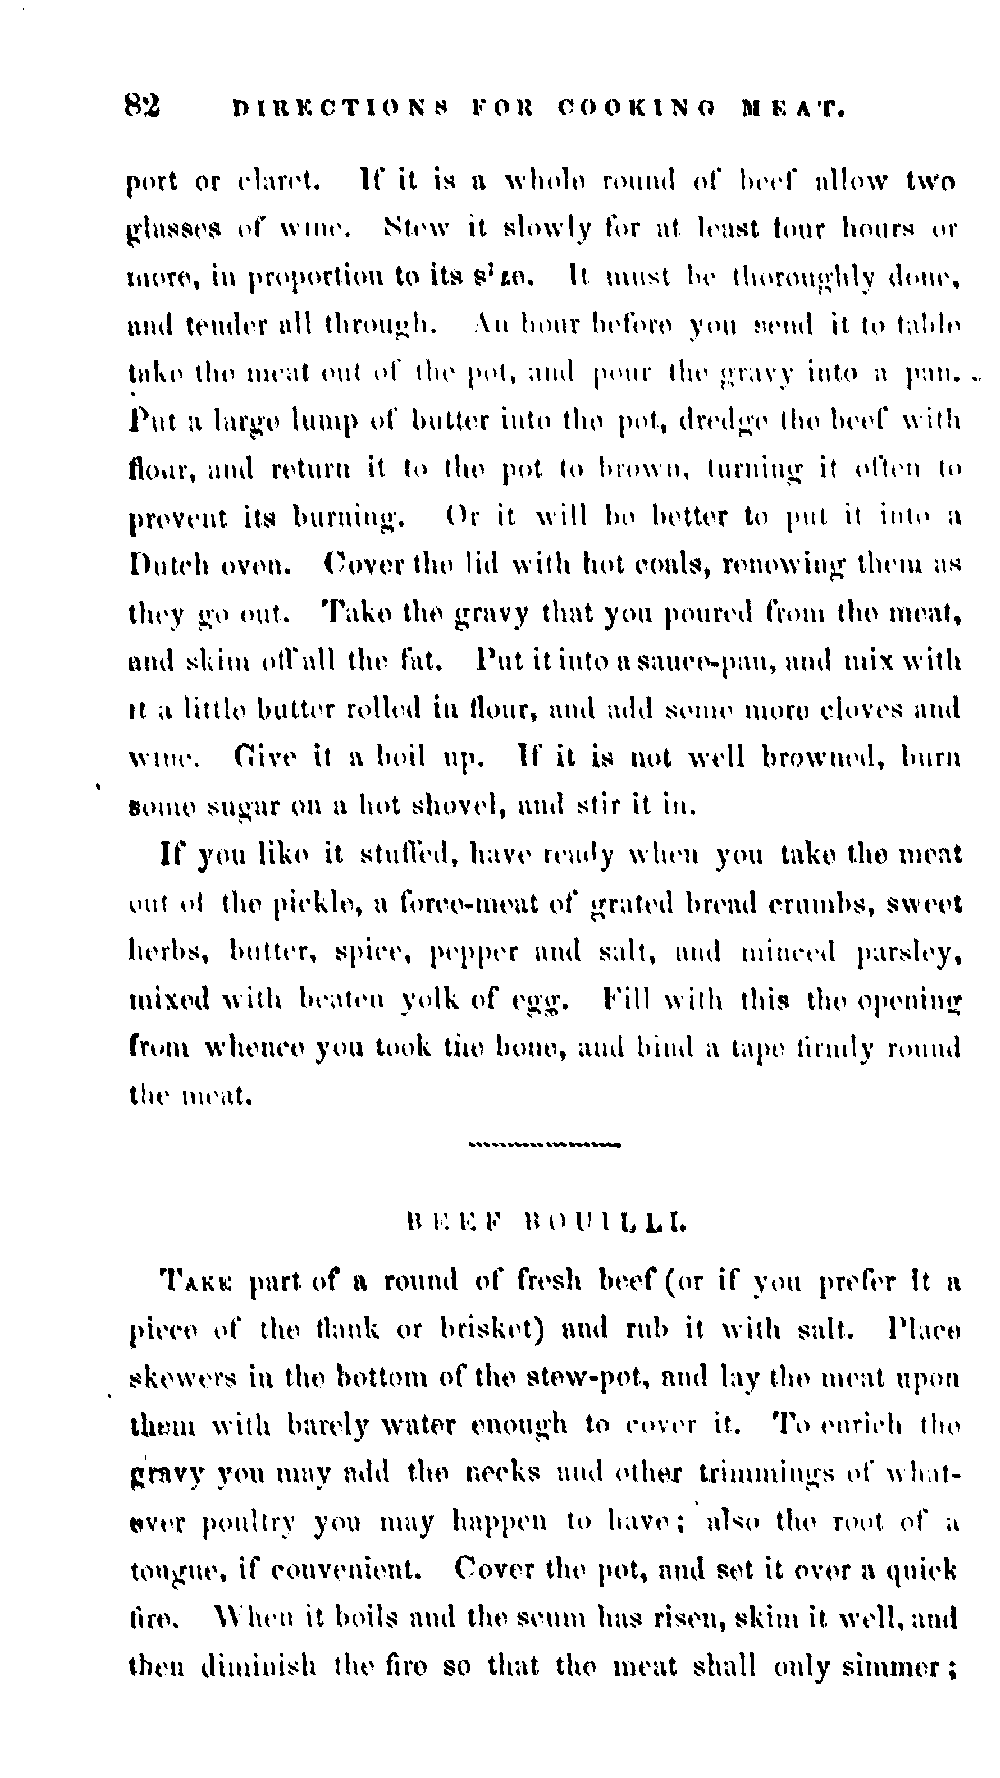 82 DIRECTIONS FOR COOKING MEAT.
port or claret. If it is a whole round of beef allow two
glasses of wine. Stew it slowly for at least four hours or
more, in proportion to its size. It must be thoroughly done,
and tender all through. An hour before you send it to table
take the meat out of the pot, and pour the gravy into a pan.
Put a large lump of butter into the pot, dredge the beef with
flour, and return it to the pot to brown, turning it often to
prevent its burning. Or it will be better to put it into a
Dutch oven. Cover the lid with hot coals, renewing them as
they go out. Take the gravy that you poured from the meat,
and skim off all the fat. Put it into a sauce-pan, and mix with
it a little butter rolled in flour, and add some more cloves and
wine. Give it a boil up. If it is not well browned, burn
some sugar on a hot shovel, and stir it in.
If you like it stuffed, have ready when you take the meat
out of the pickle, a force-meat of grated bread crumbs, sweet
herbs, butter, spice, pepper and salt, and minced parsley,
mixed with beaten yolk of egg. Fill with this the opening
from whence you took the bone, and bind a tape firmly round
the meat.
BEEF BOUILLI.
TAKE part of a round of fresh beef (or if you prefer it a
piece of the flank or brisket) and rub it with salt. Place
skewers in the bottom of the stew-pot, and lay the meat upon
them with barely water enough to cover it. To enrich the
gravy you may add the necks and other trimmings of what-
ever poultry you may happen to have; also the root of a
tongue, if convenient. Cover the pot, and set it over a quick
fire. When it boils and the scum has risen, skim it well, and
then diminish the fire so that the meat shall only simmer;